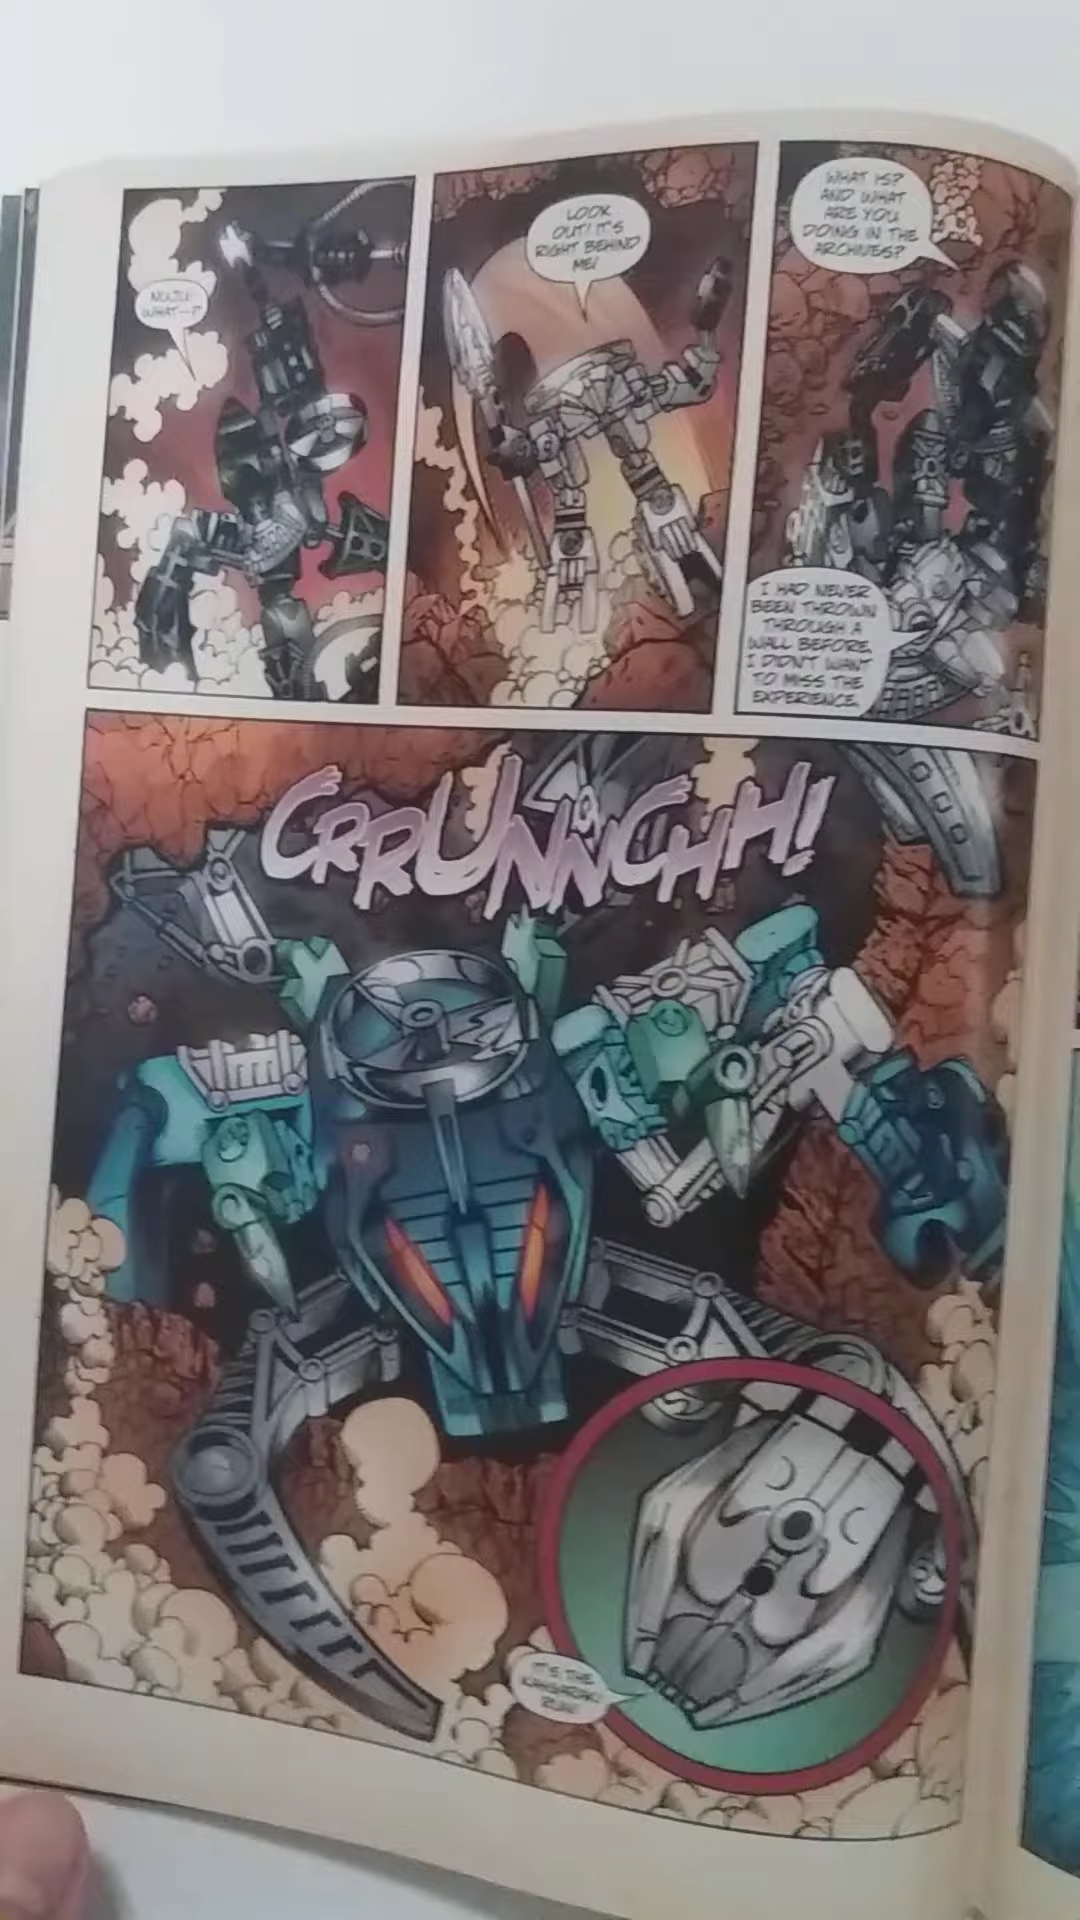 NUJU!
WHAT—?
LOOK
OUT! IT'S
RIGHT BEHIND
ME!
WHAT IS?
AND WHAT
ARE YOU
DOING IN THE
ARCHIVES?
I HAD NEVER
BEEN THROWN
THROUGH A
WALL BEFORE.
I DIDN'T WANT
TO MISS THE
EXPERIENCE.
CRRUNNCHH!
IT'S THE
RUN!